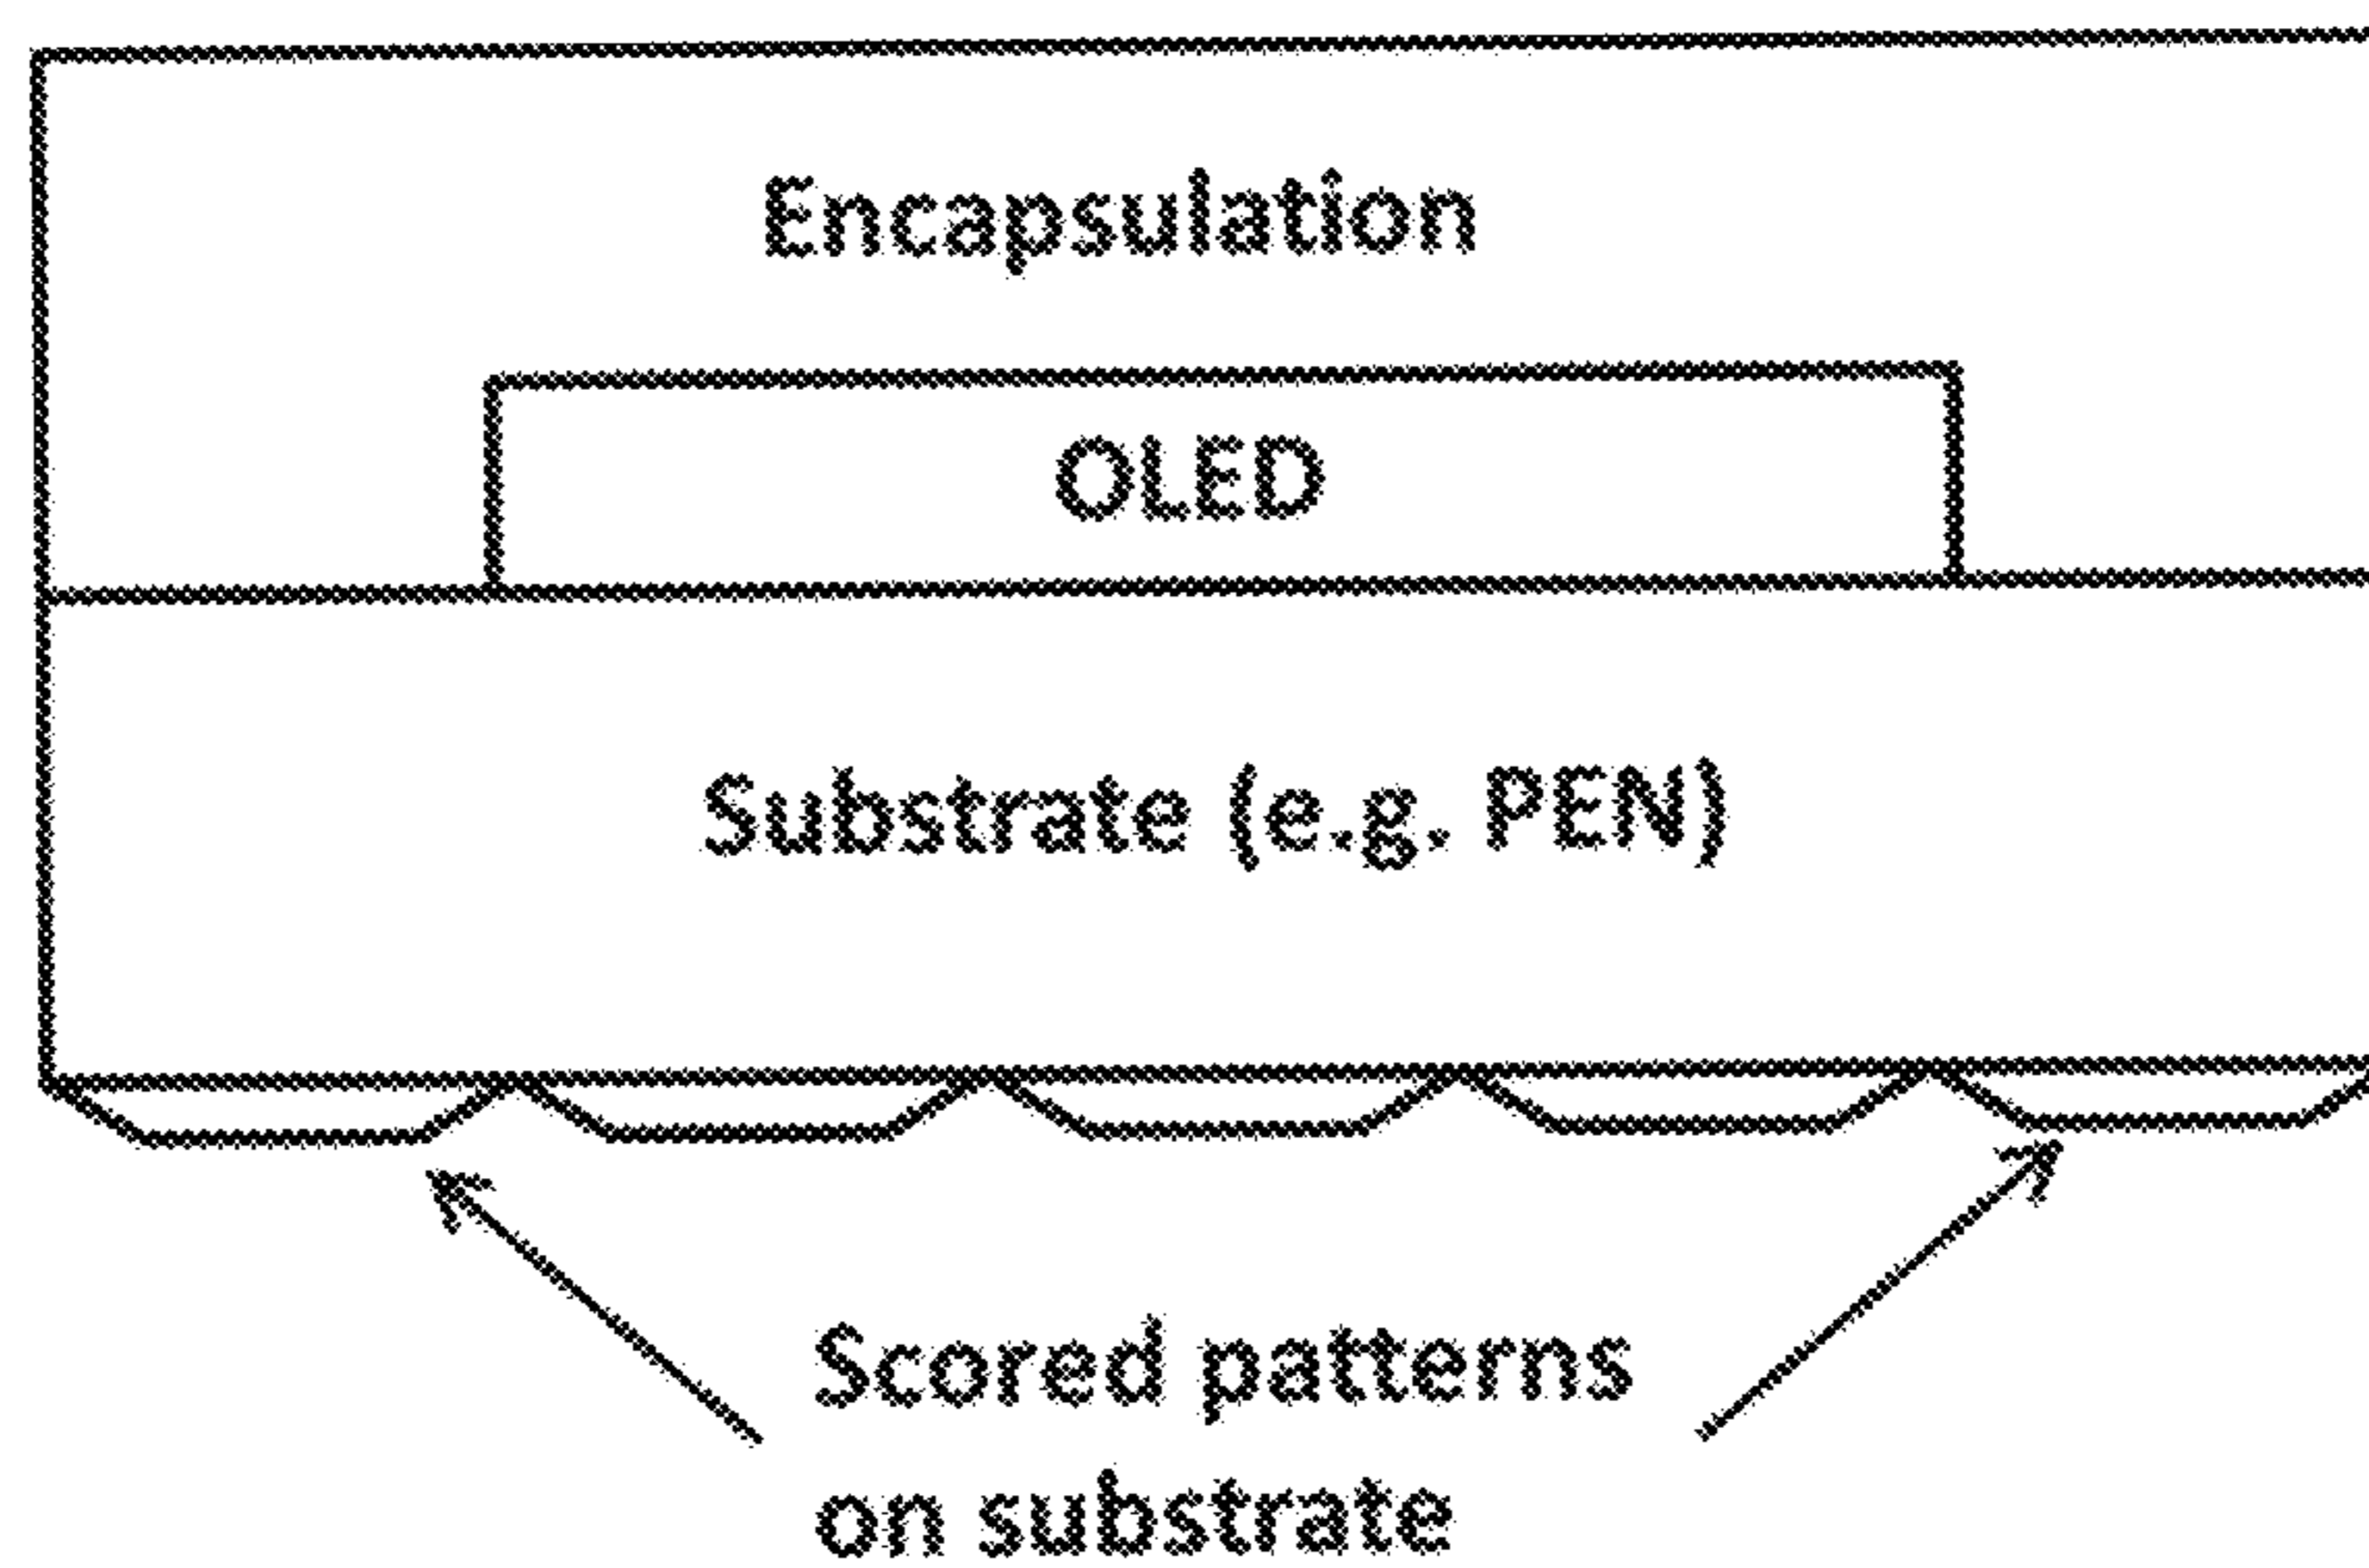 Encapsulation
OLED
Substrate (e.g. PEN)
Scored patterns
on substrate